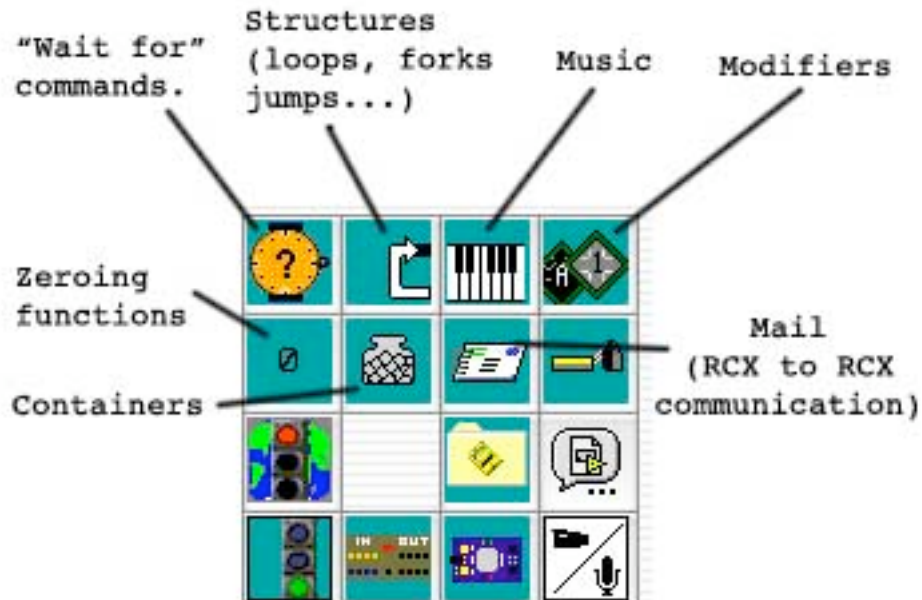 Structures
"Wait for"
commands.
(loops, forks
jumps...)
Music
Modifiers
?
A
1
Zeroing
functions
0
Mail
(RCX to RCX
communication)
Containers
IN OUT